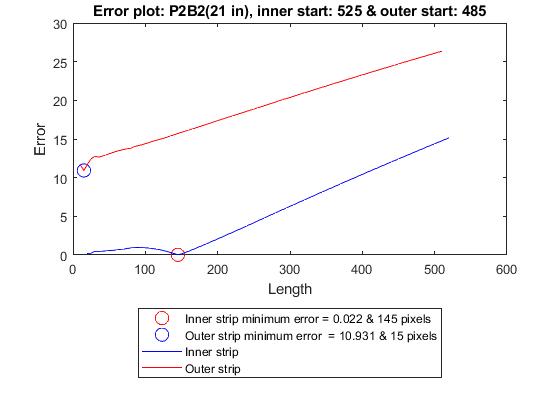 Error plot: P2B2(21 in), inner start: 525 & outer start: 485
30
25
20
15
10
5
0
Error
0 100 200 300 400 500 600
Length
Inner strip minimum error = 0.022 & 145 pixels
Outer strip minimum error = 10.931 & 15 pixels
Inner strip
Outer strip